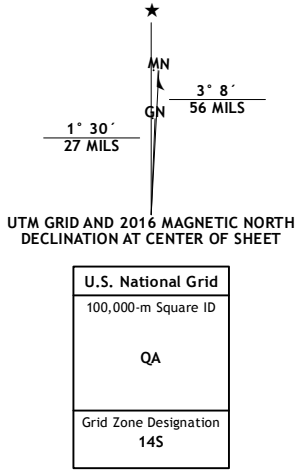 MN
3° 8´
56 MILS
GN
1° 30´
27 MILS
UTM GRID AND 2016 MAGNETIC NORTH
DECLINATION AT CENTER OF SHEET
U.S. National Grid
100,000-m Square ID
QA
Grid Zone Designation
14S